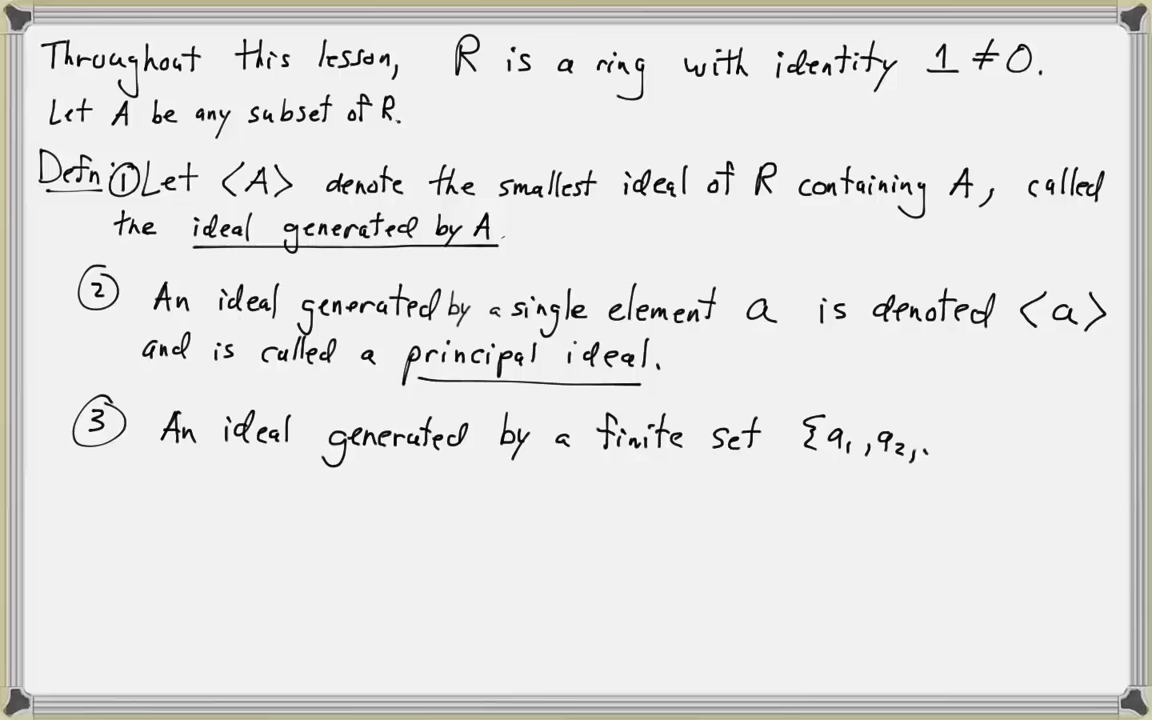 Throughout this lesson, R is a ring with identity 1 ≠ 0.
Let A be any subset of R.
Defn: ① Let <A> denote the smallest ideal of R containing A, called
the ideal generated by A.
② An ideal generated by a single element a is denoted <a>
and is called a principal ideal.
③ An ideal generated by a finite set {a₁, a₂, .